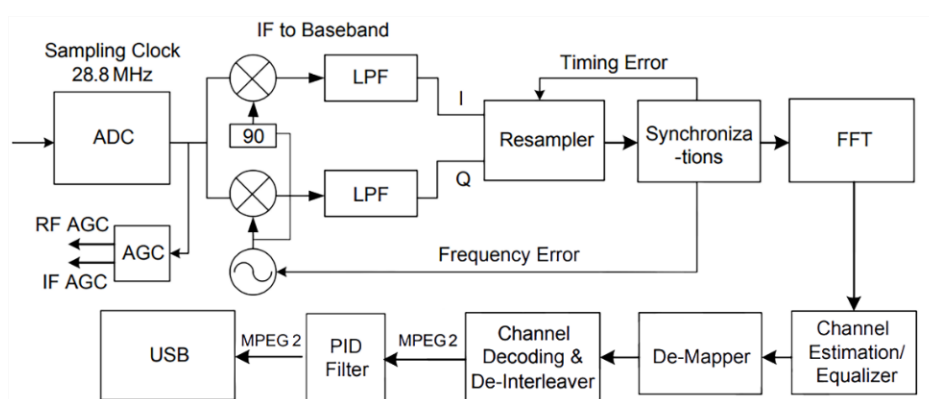 IF to Baseband
Sampling Clock
28.8 MHz
ADC
LPF
90
I
Timing Error
Resampler
Synchroniza
-tions
FFT
Q
LPF
RF AGC
AGC
IF AGC
Frequency Error
USB
MPEG 2
PID
Filter
MPEG 2
Channel
Decoding &
De-Interleaver
De-Mapper
Channel
Estimation/
Equalizer